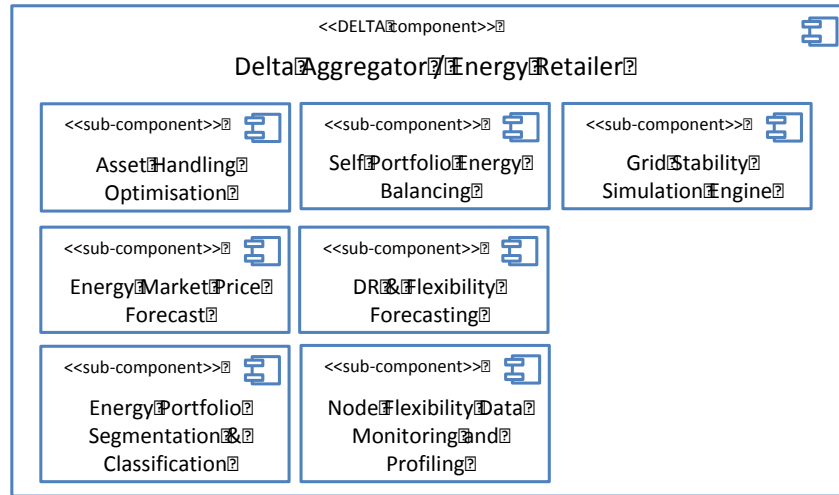 <<DELTA component>>
Delta Aggregator / Energy Retailer
<<sub-component>>
Asset Handling
Optimisation
<<sub-component>>
Self Portfolio Energy
Balancing
<<sub-component>>
Grid Stability
Simulation Engine
<<sub-component>>
Energy Market Price
Forecast
<<sub-component>>
DR & Flexibility
Forecasting
<<sub-component>>
Energy Portfolio
Segmentation &
Classification
<<sub-component>>
Node Flexibility Data
Monitoring and
Profiling